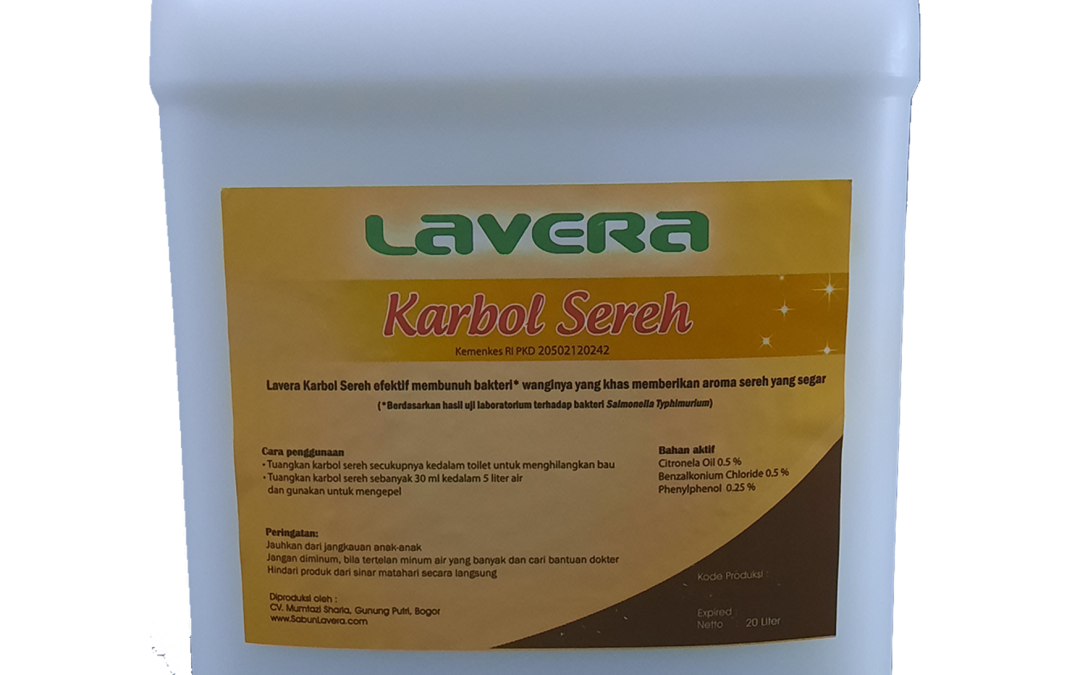 LAVERA
Karbol Sereh
Kemenkes RI PKD 20502120242
Lavera Karbol Sereh efektif membunuh bakteri* wanginya yang khas memberikan aroma sereh yang segar
(*Berdasarkan hasil uji laboratorium terhadap bakteri Salmonella Typhimurium)
Cara penggunaan
• Tuangkan karbol sereh secukupnya kedalam toilet untuk menghilangkan bau
• Tuangkan karbol sereh sebanyak 30 ml kedalam 5 liter air
dan gunakan untuk mengepel
Bahan aktif
Citronela Oil 0.5 %
Benzalkonium Chloride 0.5 %
Phenylphenol 0.25 %
Peringatan:
Jauhkan dari jangkauan anak-anak
Jangan diminum, bila tertelan minum air yang banyak dan cari bantuan dokter
Hindari produk dari sinar matahari secara langsung
Diproduksi oleh :
CV. Mumtazi Sharia, Gunung Putri, Bogor
www.SabunLavera.com
Kode Produksi :
Expired :
Netto 20 Liter